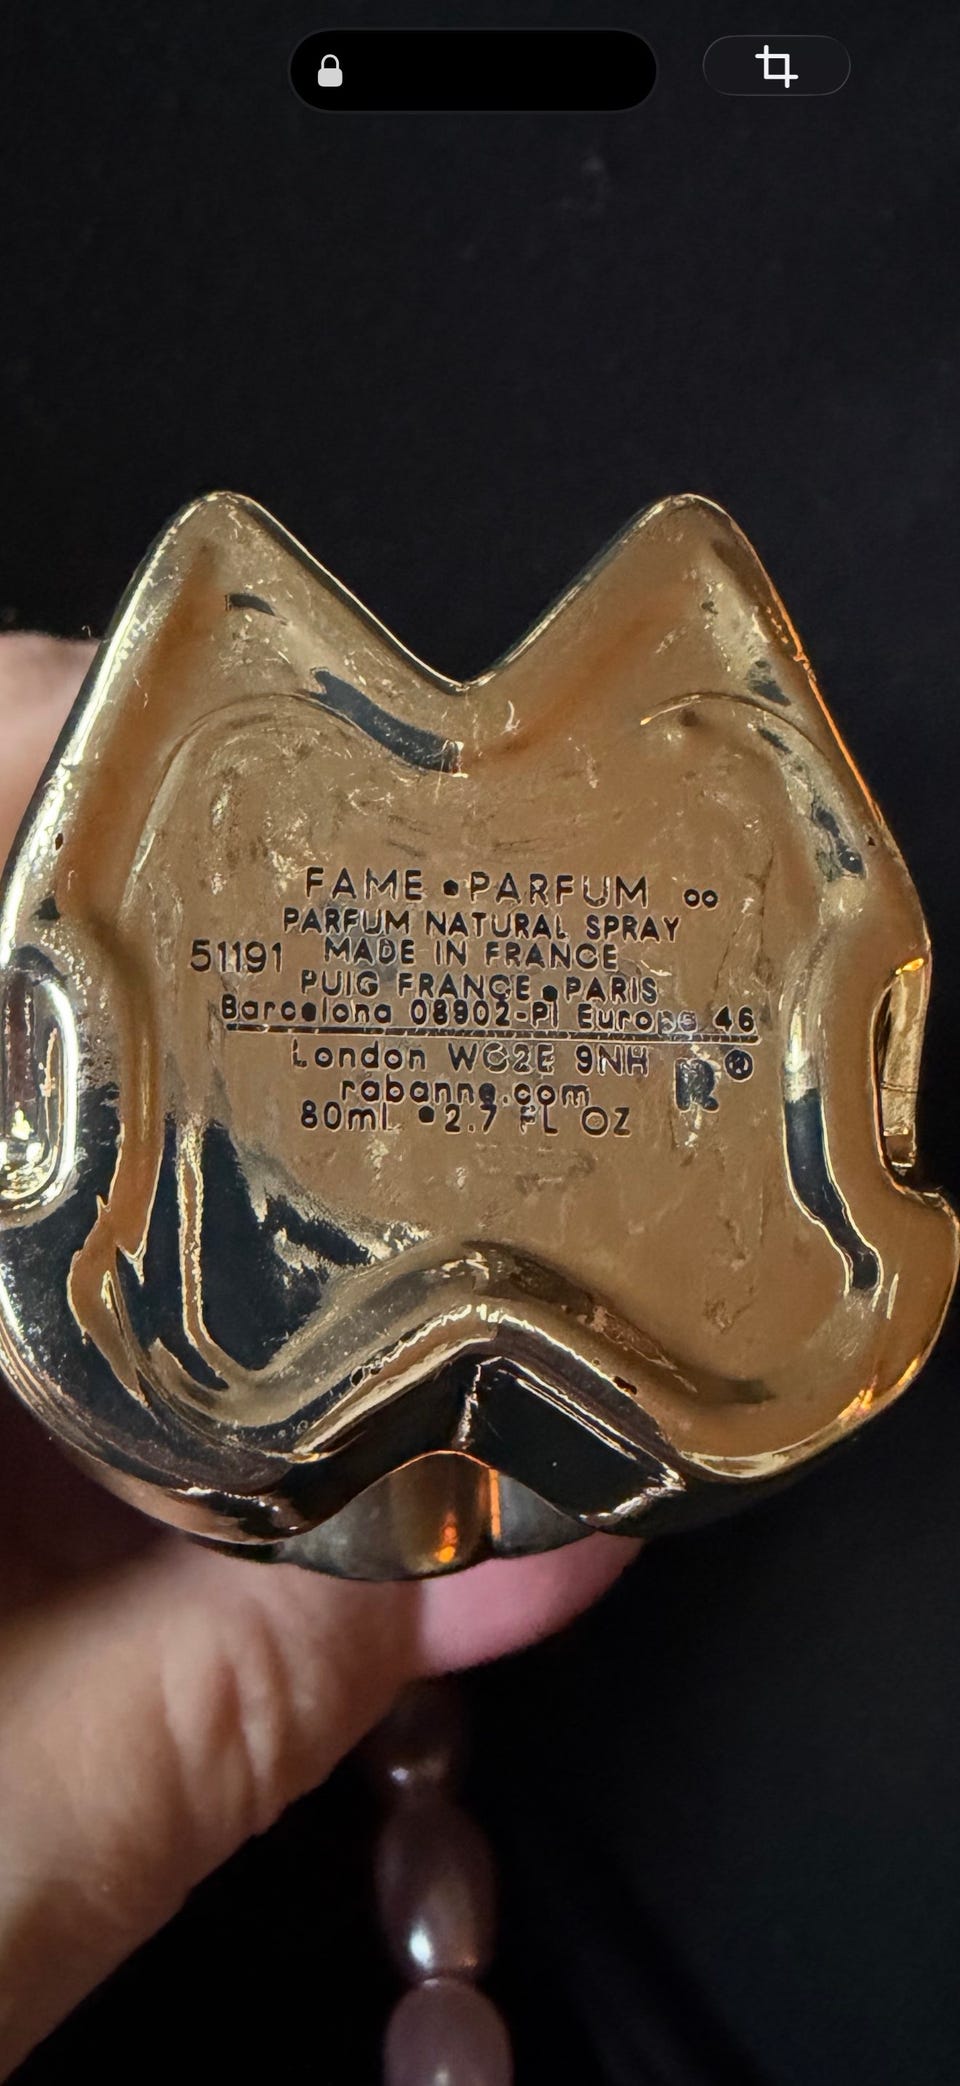 FAME • PARFUM ∞
PARFUM NATURAL SPRAY
51191 MADE IN FRANCE
PUIG FRANCE • PARIS
Barcelona 08902-Pl Europa 46
London WC2E 9NH R®
rabanne.com
80ml • 2.7 FL OZ